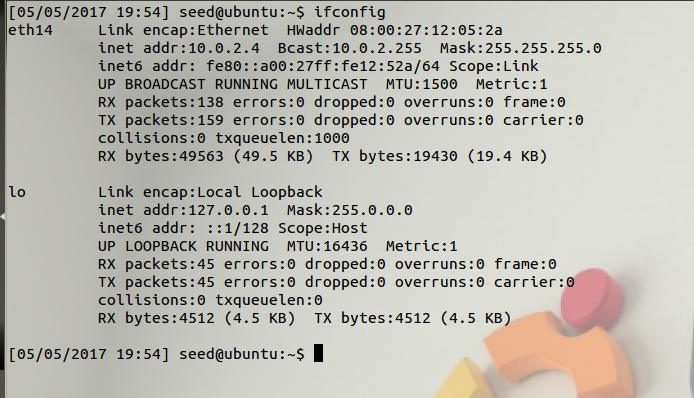 [05/05/2017 19:54] seed@ubuntu:~$ ifconfig
eth14     Link encap:Ethernet  HWaddr 08:00:27:12:05:2a
          inet addr:10.0.2.4  Bcast:10.0.2.255  Mask:255.255.255.0
          inet6 addr: fe80::a00:27ff:fe12:52a/64 Scope:Link
          UP BROADCAST RUNNING MULTICAST  MTU:1500  Metric:1
          RX packets:138 errors:0 dropped:0 overruns:0 frame:0
          TX packets:159 errors:0 dropped:0 overruns:0 carrier:0
          collisions:0 txqueuelen:1000
          RX bytes:49563 (49.5 KB)  TX bytes:19430 (19.4 KB)

lo        Link encap:Local Loopback
          inet addr:127.0.0.1  Mask:255.0.0.0
          inet6 addr: ::1/128 Scope:Host
          UP LOOPBACK RUNNING  MTU:16436  Metric:1
          RX packets:45 errors:0 dropped:0 overruns:0 frame:0
          TX packets:45 errors:0 dropped:0 overruns:0 carrier:0
          collisions:0 txqueuelen:0
          RX bytes:4512 (4.5 KB)  TX bytes:4512 (4.5 KB)

[05/05/2017 19:54] seed@ubuntu:~$